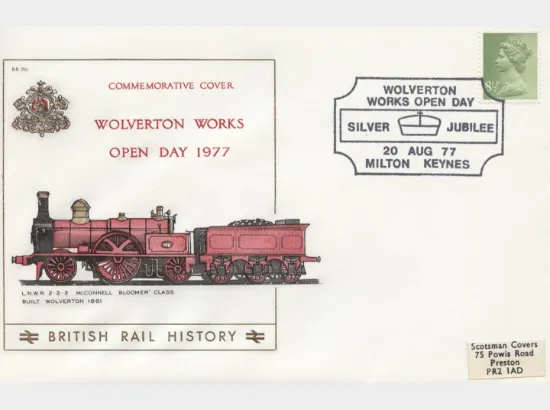 COMMEMORATIVE COVER
WOLVERTON WORKS
OPEN DAY 1977
L.N.W.R. 2-2-2 McCONNELL 'BLOOMER' CLASS
BUILT WOLVERTON 1861
BRITISH RAIL HISTORY
WOLVERTON
WORKS OPEN DAY
SILVER JUBILEE
20 AUG 77
MILTON KEYNES
Scotsman Covers
75 Powis Road
Preston
PR2 1AD